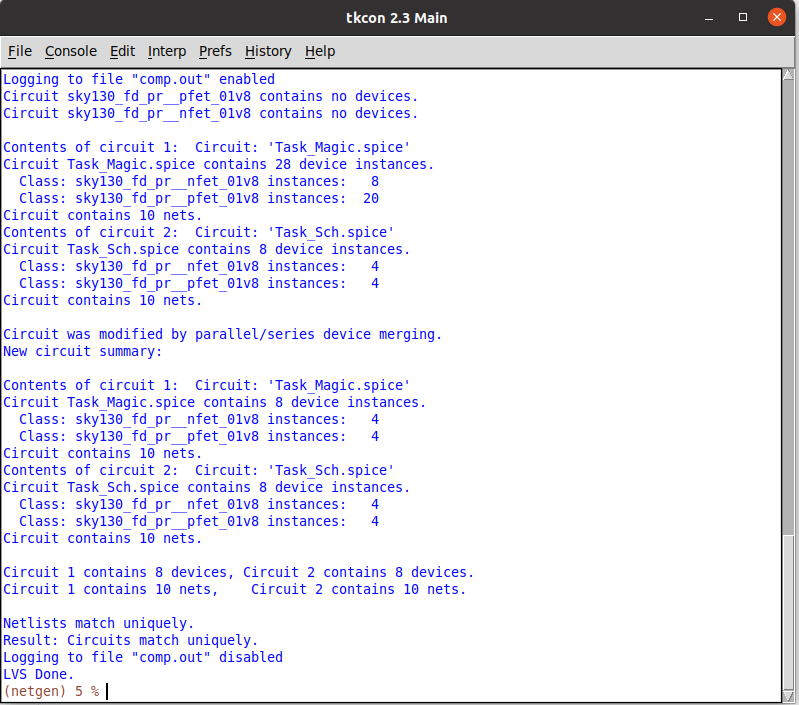 tkcon 2.3 Main
File Console Edit Interp Prefs History Help
Logging to file "comp.out" enabled
Circuit sky130_fd_pr__pfet_01v8 contains no devices.
Circuit sky130_fd_pr__nfet_01v8 contains no devices.
Contents of circuit 1:  Circuit: 'Task_Magic.spice'
Circuit Task_Magic.spice contains 28 device instances.
  Class: sky130_fd_pr__nfet_01v8 instances:   8
  Class: sky130_fd_pr__pfet_01v8 instances:  20
Circuit contains 10 nets.
Contents of circuit 2:  Circuit: 'Task_Sch.spice'
Circuit Task_Sch.spice contains 8 device instances.
  Class: sky130_fd_pr__nfet_01v8 instances:   4
  Class: sky130_fd_pr__pfet_01v8 instances:   4
Circuit contains 10 nets.
Circuit was modified by parallel/series device merging.
New circuit summary:
Contents of circuit 1:  Circuit: 'Task_Magic.spice'
Circuit Task_Magic.spice contains 8 device instances.
  Class: sky130_fd_pr__nfet_01v8 instances:   4
  Class: sky130_fd_pr__pfet_01v8 instances:   4
Circuit contains 10 nets.
Contents of circuit 2:  Circuit: 'Task_Sch.spice'
Circuit Task_Sch.spice contains 8 device instances.
  Class: sky130_fd_pr__nfet_01v8 instances:   4
  Class: sky130_fd_pr__pfet_01v8 instances:   4
Circuit contains 10 nets.
Circuit 1 contains 8 devices, Circuit 2 contains 8 devices.
Circuit 1 contains 10 nets,    Circuit 2 contains 10 nets.
Netlists match uniquely.
Result: Circuits match uniquely.
Logging to file "comp.out" disabled
LVS Done.
(netgen) 5 %